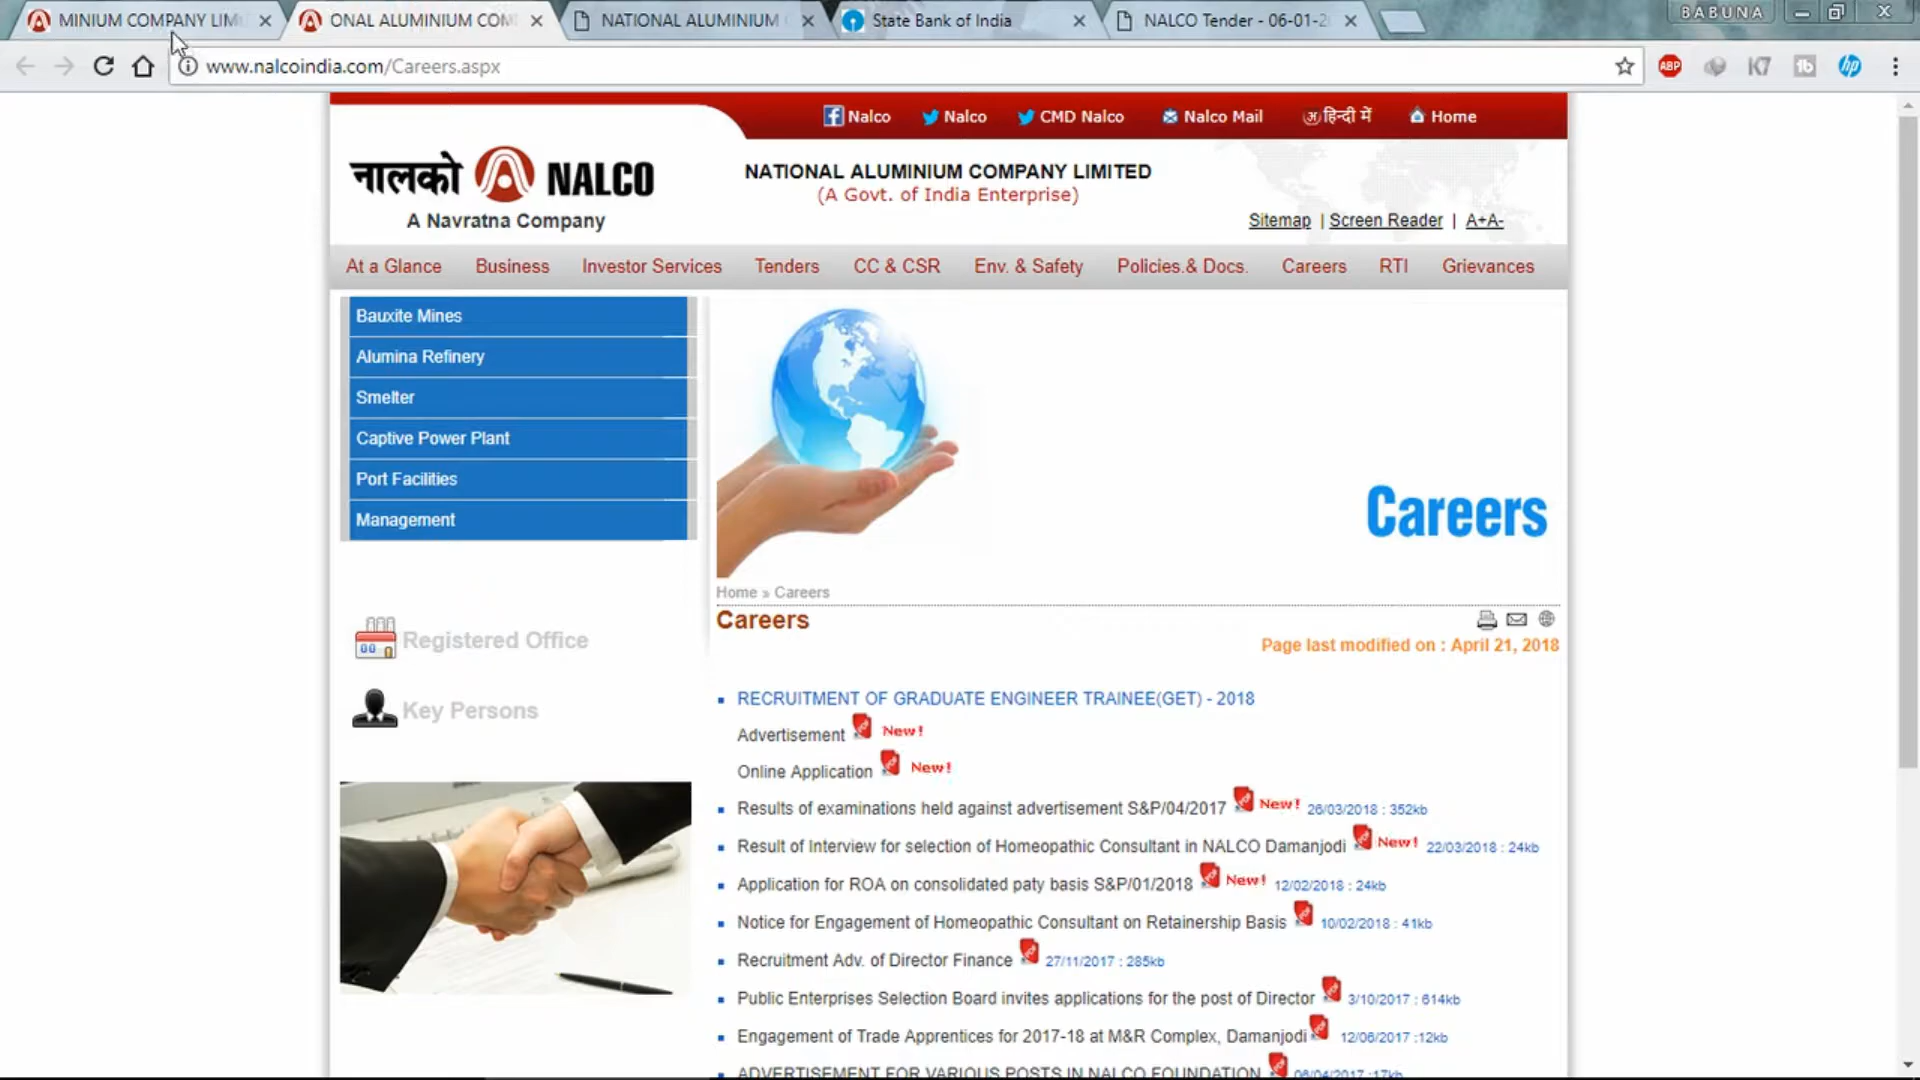 MINIUM COMPANY LIMI ONAL ALUMINIUM COM NATIONAL ALUMINIUM State Bank of India NALCO Tender - 06-01-2 BABUNA
www.nalcoindia.com/Careers.aspx ABP K7 hp
Nalco Nalco CMD Nalco Nalco Mail अ हिन्दी में Home
नालको NALCO
A Navratna Company
NATIONAL ALUMINIUM COMPANY LIMITED
(A Govt. of India Enterprise)
Sitemap | Screen Reader | A+A-
At a Glance Business Investor Services Tenders CC & CSR Env. & Safety Policies.& Docs. Careers RTI Grievances
Bauxite Mines
Alumina Refinery
Smelter
Captive Power Plant
Port Facilities
Management
Registered Office
Key Persons
Careers
Home » Careers
Careers
Page last modified on : April 21, 2018
RECRUITMENT OF GRADUATE ENGINEER TRAINEE(GET) - 2018
Advertisement New!
Online Application New!
Results of examinations held against advertisement S&P/04/2017 New! 26/03/2018 : 352kb
Result of Interview for selection of Homeopathic Consultant in NALCO Damanjodi New! 22/03/2018 : 24kb
Application for ROA on consolidated paty basis S&P/01/2018 New! 12/02/2018 : 24kb
Notice for Engagement of Homeopathic Consultant on Retainership Basis 10/02/2018 : 41kb
Recruitment Adv. of Director Finance 27/11/2017 : 285kb
Public Enterprises Selection Board invites applications for the post of Director 3/10/2017 : 614kb
Engagement of Trade Apprentices for 2017-18 at M&R Complex, Damanjodi 12/06/2017 :12kb
ADVERTISEMENT FOR VARIOUS POSTS IN NALCO FOUNDATION 06/04/2017 :17kb